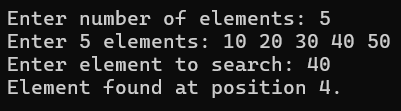 Enter number of elements: 5
Enter 5 elements: 10 20 30 40 50
Enter element to search: 40
Element found at position 4.